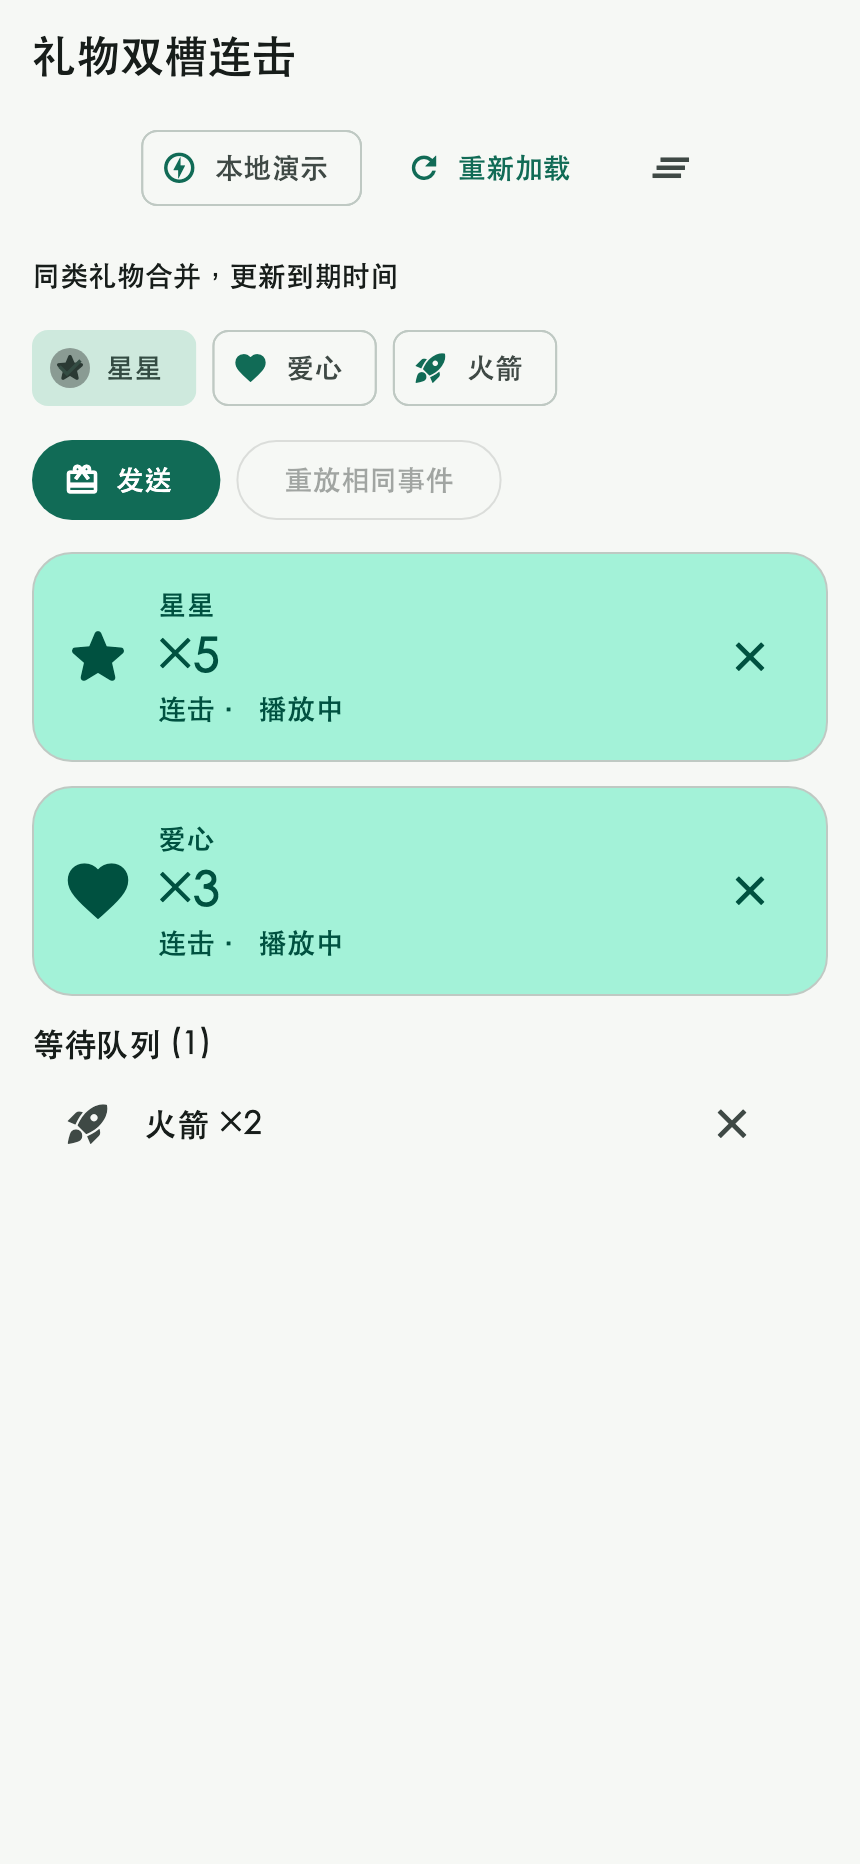 礼物双槽连击
本地演示
重新加载
同类礼物合并，更新到期时间
星星
爱心
火箭
发送
重放相同事件
星星
×5
连击 · 播放中
爱心
×3
连击 · 播放中
等待队列 (1)
火箭 ×2